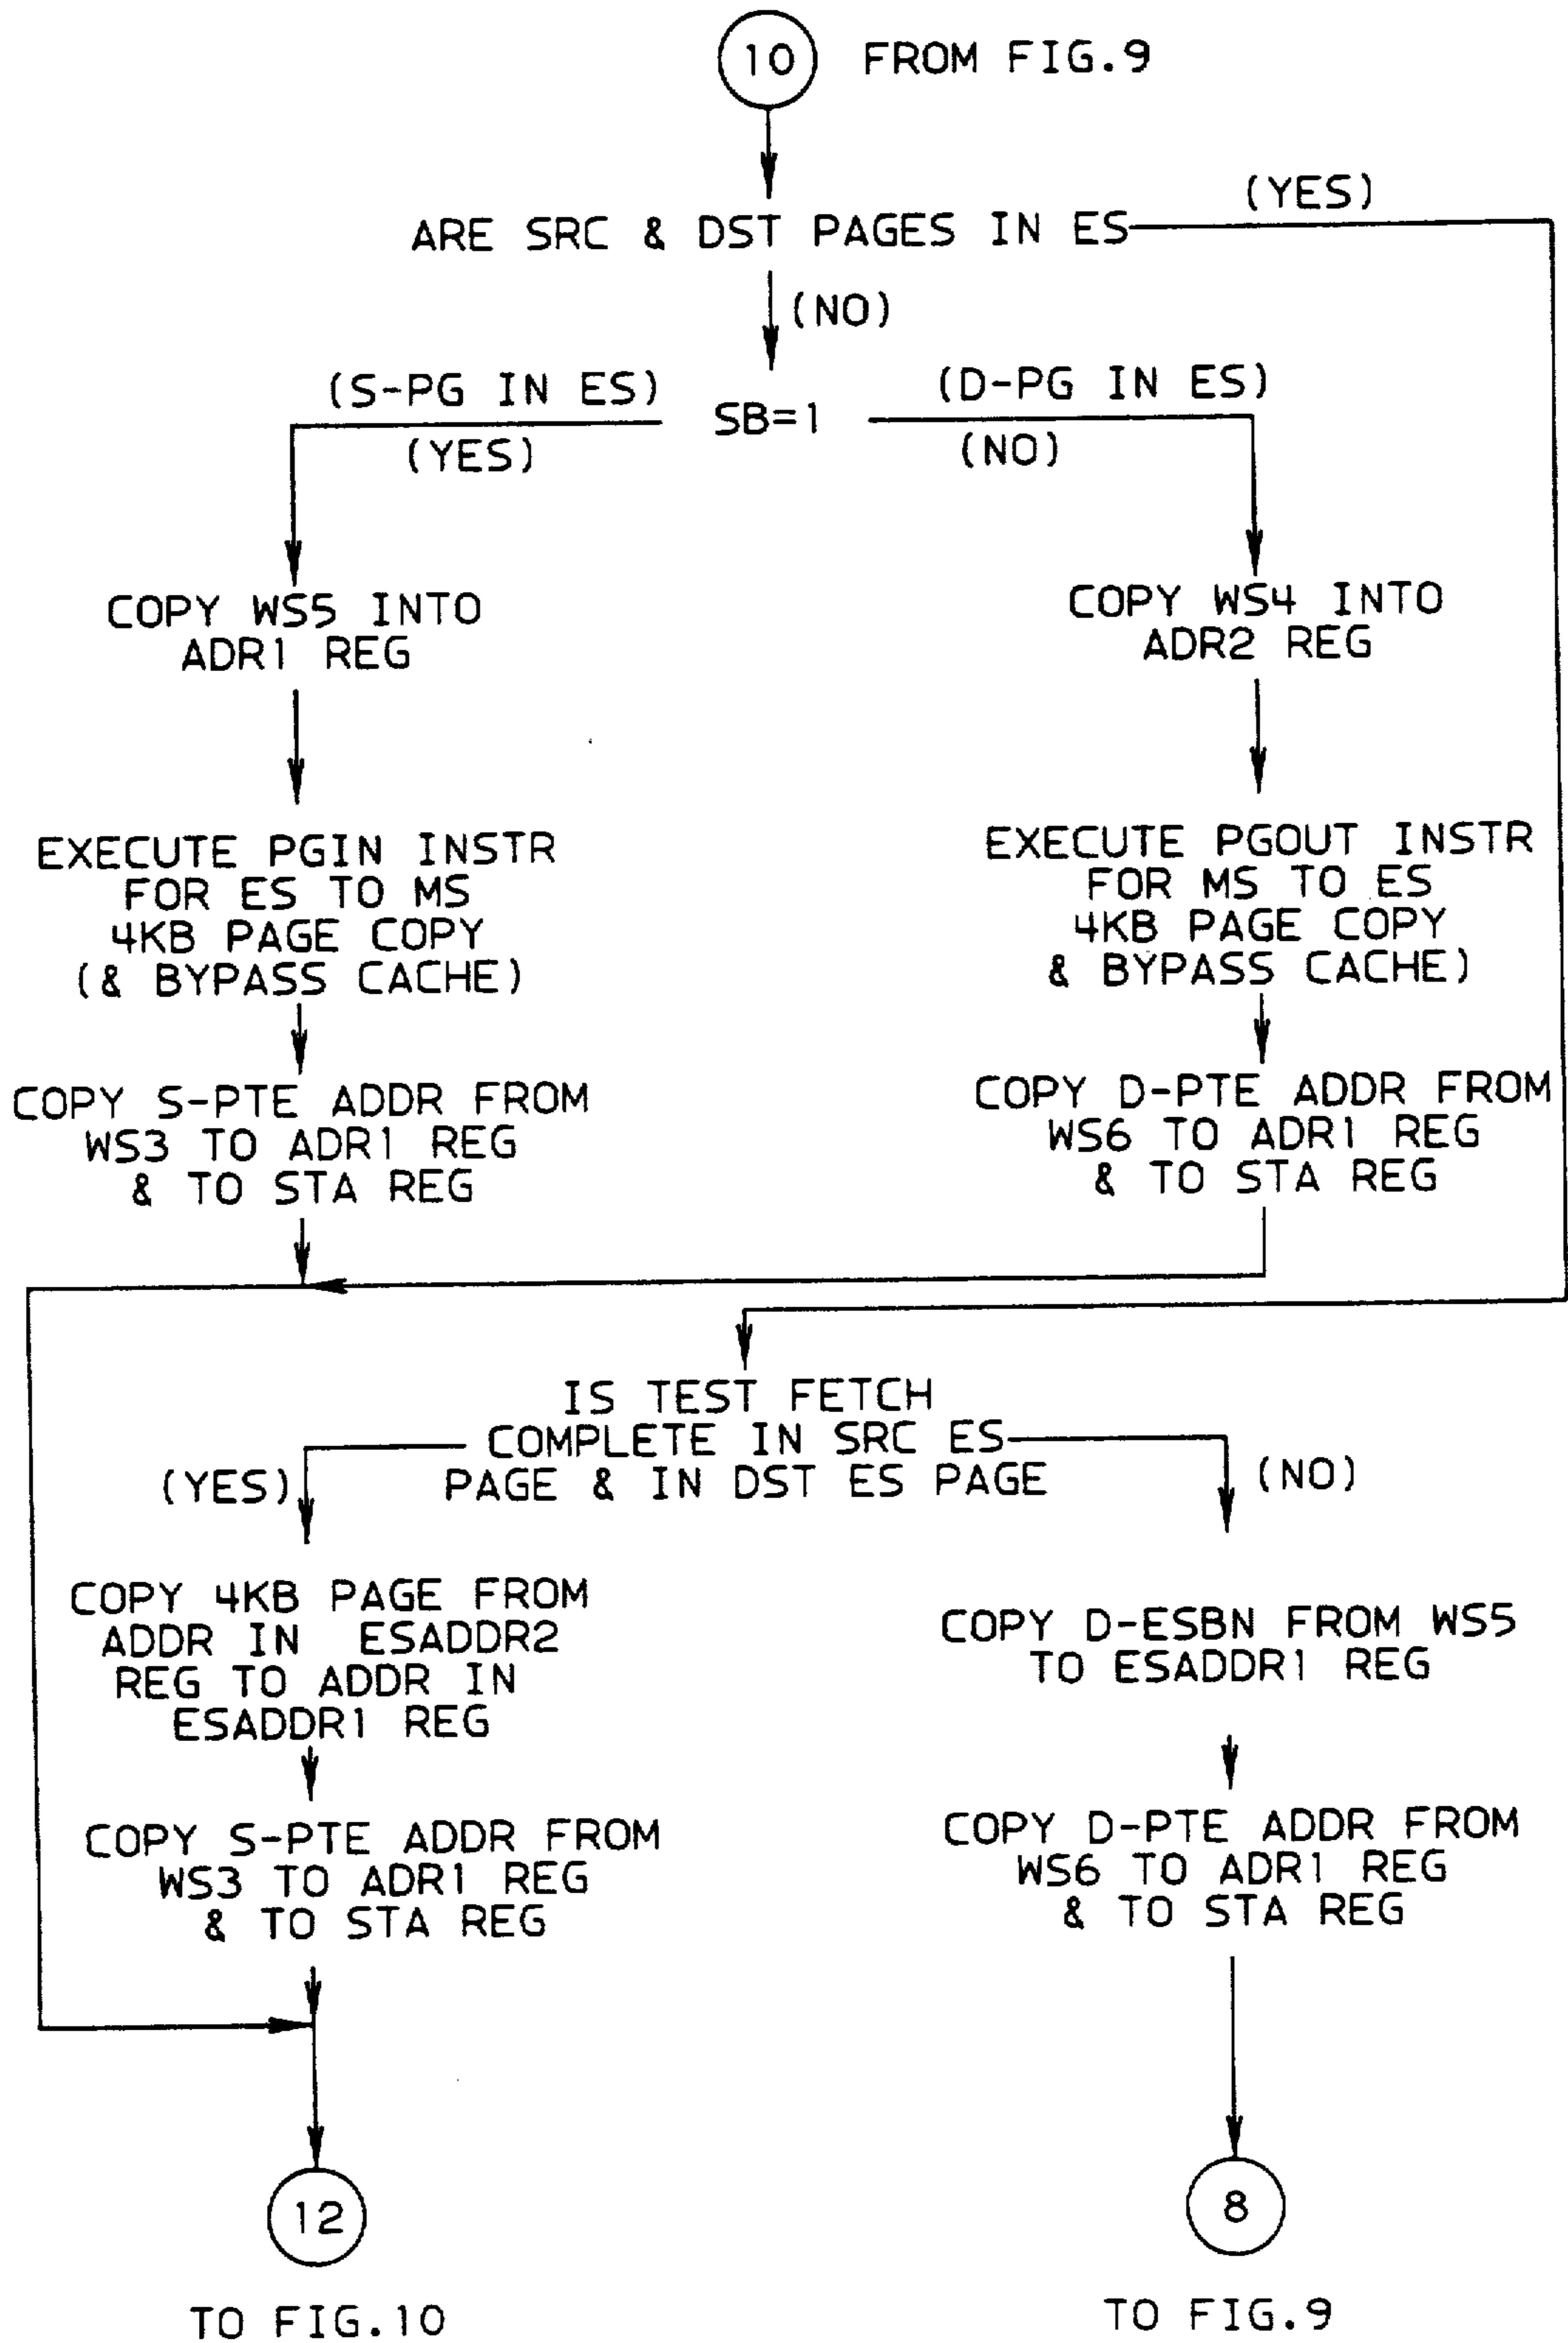 10 FROM FIG.9
ARE SRC & DST PAGES IN ES
(YES)
(NO)
(S-PG IN ES)
(YES)
SB=1
(D-PG IN ES)
(NO)
COPY WS5 INTO
ADR1 REG
COPY WS4 INTO
ADR2 REG
EXECUTE PGIN INSTR
FOR ES TO MS
4KB PAGE COPY
(& BYPASS CACHE)
EXECUTE PGOUT INSTR
FOR MS TO ES
4KB PAGE COPY
& BYPASS CACHE)
COPY S-PTE ADDR FROM
WS3 TO ADR1 REG
& TO STA REG
COPY D-PTE ADDR FROM
WS6 TO ADR1 REG
& TO STA REG
IS TEST FETCH
COMPLETE IN SRC ES
PAGE & IN DST ES PAGE
(YES)
(NO)
COPY 4KB PAGE FROM
ADDR IN ESADDR2
REG TO ADDR IN
ESADDR1 REG
COPY D-ESBN FROM WS5
TO ESADDR1 REG
COPY S-PTE ADDR FROM
WS3 TO ADR1 REG
& TO STA REG
COPY D-PTE ADDR FROM
WS6 TO ADR1 REG
& TO STA REG
12
TO FIG.10
8
TO FIG.9